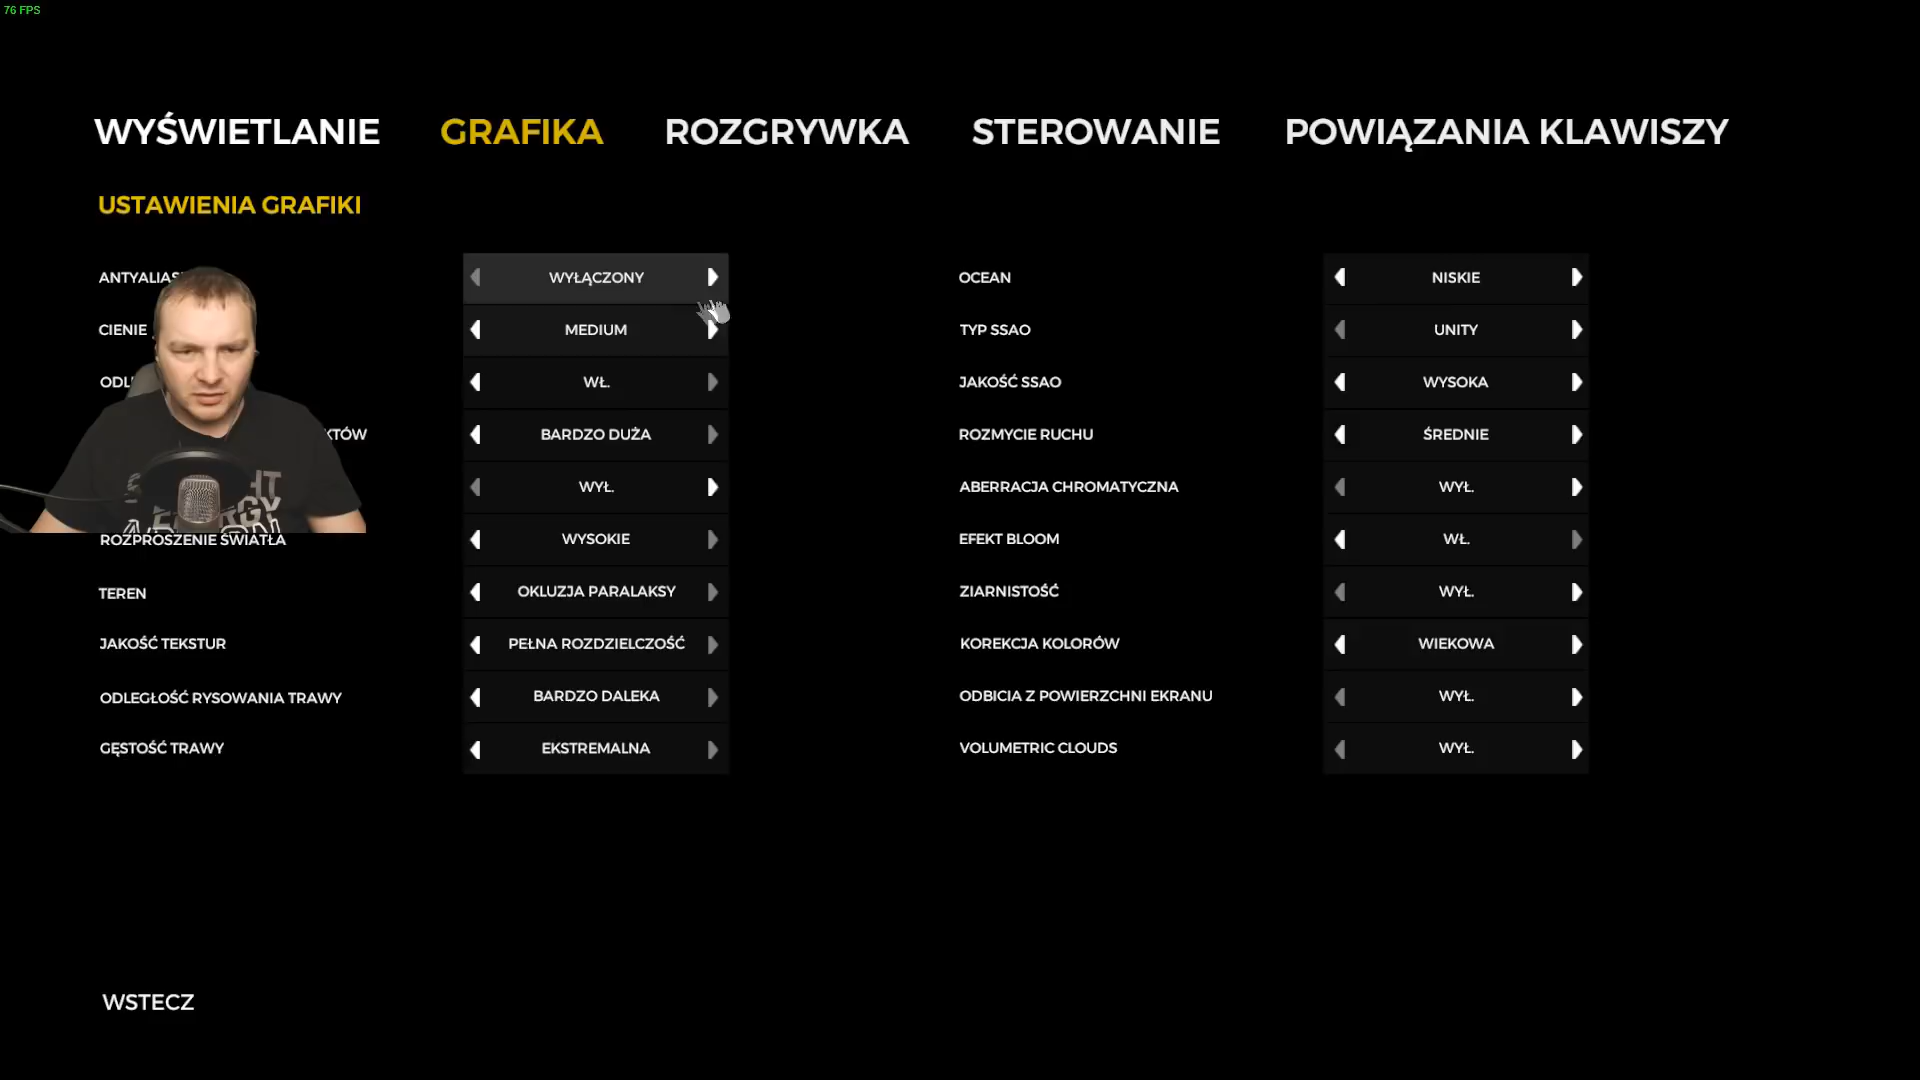 76 FPS
WYŚWIETLANIE GRAFIKA ROZGRYWKA STEROWANIE POWIĄZANIA KLAWISZY
USTAWIENIA GRAFIKI
WYŁĄCZONY OCEAN NISKIE
CIENIE MEDIUM TYP SSAO UNITY
WŁ. JAKOŚĆ SSAO WYSOKA
BARDZO DUŻA ROZMYCIE RUCHU ŚREDNIE
WYŁ. ABERRACJA CHROMATYCZNA WYŁ.
ROZPROSZENIE ŚWIATŁA WYSOKIE EFEKT BLOOM WŁ.
TEREN OKLUZJA PARALAKSY ZIARNISTOŚĆ WYŁ.
JAKOŚĆ TEKSTUR PEŁNA ROZDZIELCZOŚĆ KOREKCJA KOLORÓW WIEKOWA
ODLEGŁOŚĆ RYSOWANIA TRAWY BARDZO DALEKA ODBICIA Z POWIERZCHNI EKRANU WYŁ.
GĘSTOŚĆ TRAWY EKSTREMALNA VOLUMETRIC CLOUDS WYŁ.
WSTECZ